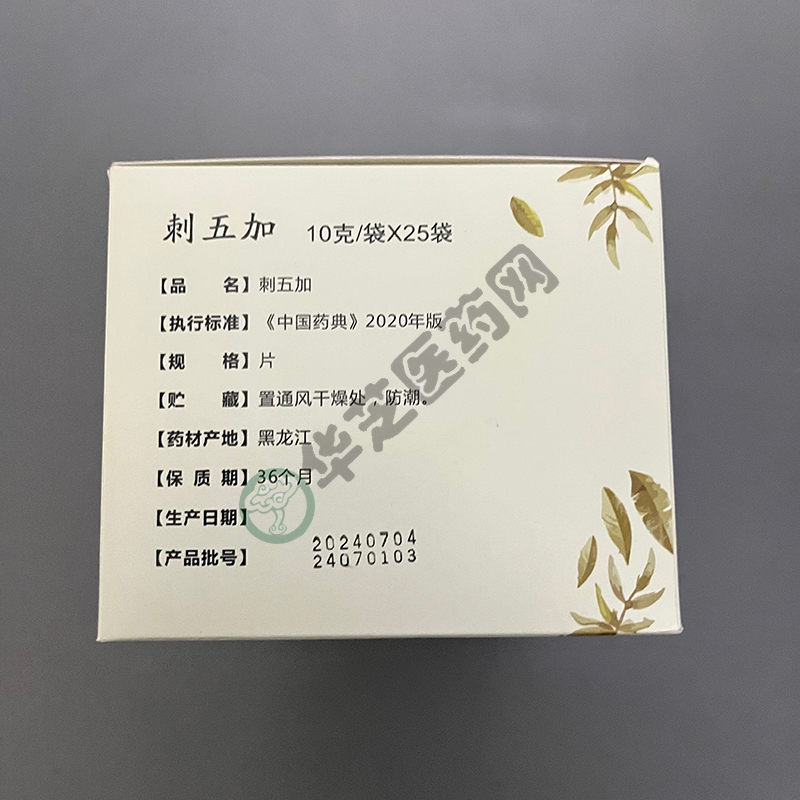 刺五加 10克/袋X25袋
【品 名】刺五加
【执行标准】《中国药典》2020年版
【规 格】片
【贮 藏】置通风干燥处，防潮。
【药材产地】黑龙江
【保 质 期】36个月
【生产日期】 20240704
【产品批号】 24070103
华芝医药网